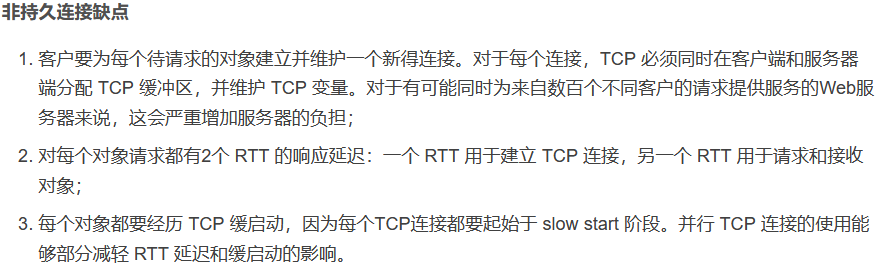 非持久连接缺点
1. 客户要为每个待请求的对象建立并维护一个新得连接。对于每个连接，TCP 必须同时在客户端和服务器
端分配 TCP 缓冲区，并维护 TCP 变量。对于有可能同时为来自数百个不同客户的请求提供服务的Web服
务器来说，这会严重增加服务器的负担；
2. 对每个对象请求都有2个 RTT 的响应延迟：一个 RTT 用于建立 TCP 连接，另一个 RTT 用于请求和接收
对象；
3. 每个对象都要经历 TCP 缓启动，因为每个TCP连接都要起始于 slow start 阶段。并行 TCP 连接的使用能
够部分减轻 RTT 延迟和缓启动的影响。